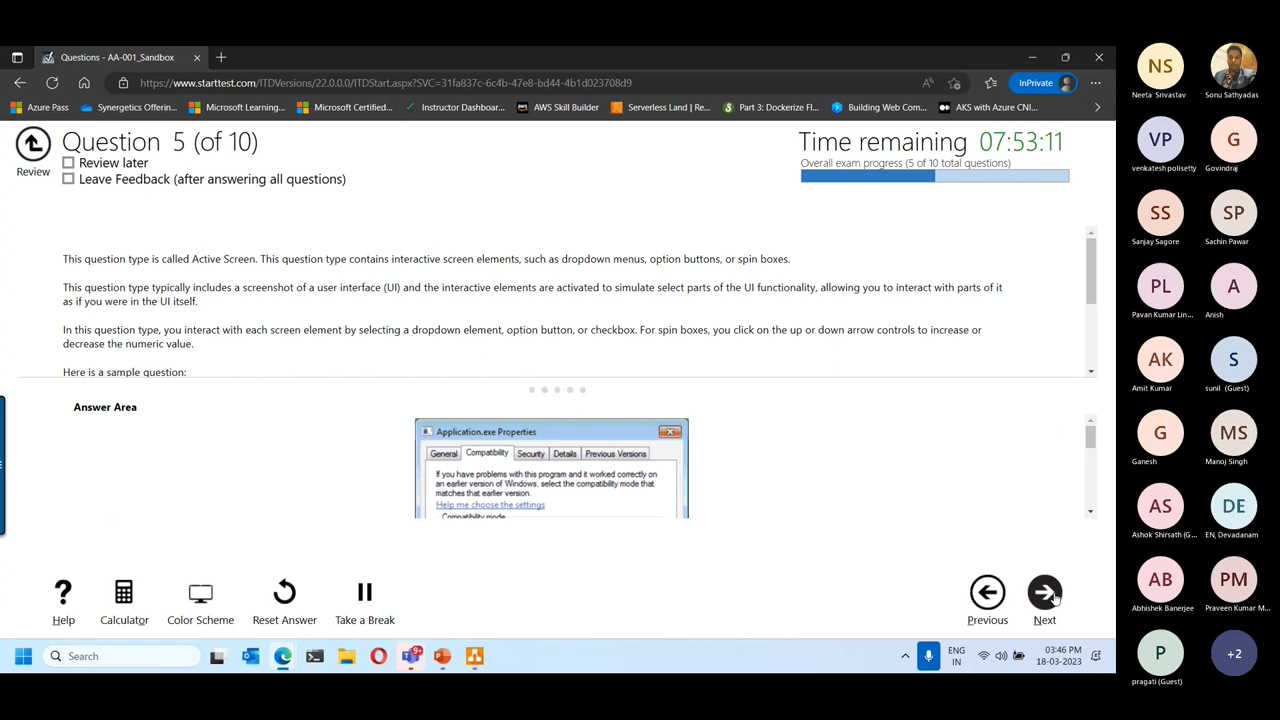 Questions - AA-001_Sandbox
https://www.starttest.com/ITDVersions/22.0.0.0/ITDStart.aspx?SVC=31fa837c-6c4b-47e8-bd44-4b1d023708d9
InPrivate
Azure Pass
Synergetics Offerin...
Microsoft Learning...
Microsoft Certified...
Instructor Dashboar...
AWS Skill Builder
Serverless Land | Re...
Part 3: Dockerize Fl...
Building Web Com...
AKS with Azure CNI...
Review
Question 5 (of 10)
Review later
Leave Feedback (after answering all questions)
Time remaining 07:53:11
Overall exam progress (5 of 10 total questions)
This question type is called Active Screen. This question type contains interactive screen elements, such as dropdown menus, option buttons, or spin boxes.
This question type typically includes a screenshot of a user interface (UI) and the interactive elements are activated to simulate select parts of the UI functionality, allowing you to interact with parts of it
as if you were in the UI itself.
In this question type, you interact with each screen element by selecting a dropdown element, option button, or checkbox. For spin boxes, you click on the up or down arrow controls to increase or
decrease the numeric value.
Here is a sample question:
Answer Area
Application.exe Properties
General
Compatibility
Security
Details
Previous Versions
If you have problems with this program and it worked correctly on
an earlier version of Windows, select the compatibility mode that
matches that earlier version.
Help me choose the settings
Compatibility mode
Help
Calculator
Color Scheme
Reset Answer
Take a Break
Previous
Next
Search
9+
ENG
IN
03:46 PM
18-03-2023
NS
Neeta Srivastav
Sonu Sathyadas
VP
venkatesh polisetty
G
Govindraj
SS
Sanjay Sagore
SP
Sachin Pawar
PL
Pavan Kumar Lin...
A
Anish
AK
Amit Kumar
S
sunil (Guest)
G
Ganesh
MS
Manoj Singh
AS
Ashok Shirsath (G...
DE
EN, Devadanam
AB
Abhishek Banerjee
PM
Praveen Kumar M...
P
pragati (Guest)
+2